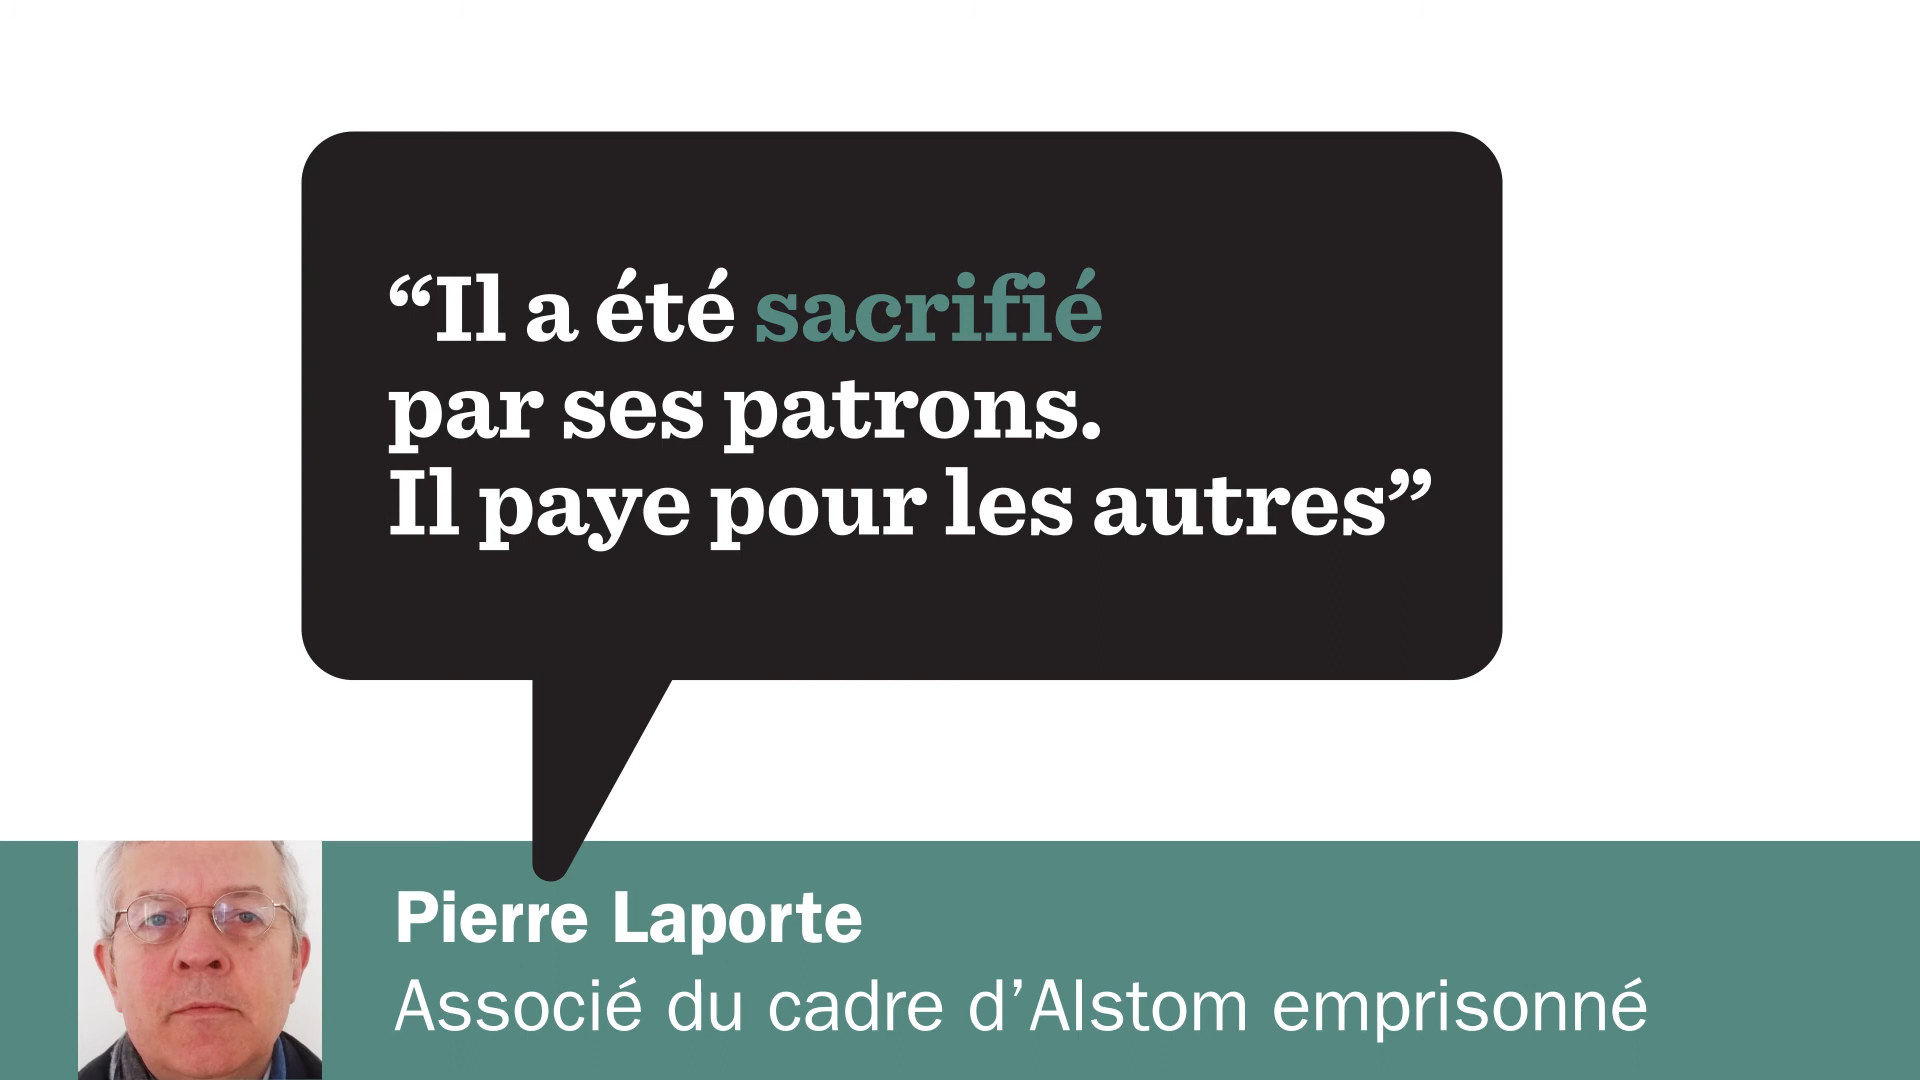 “Il a été sacrifié
par ses patrons.
Il paye pour les autres”
Pierre Laporte
Associé du cadre d’Alstom emprisonné